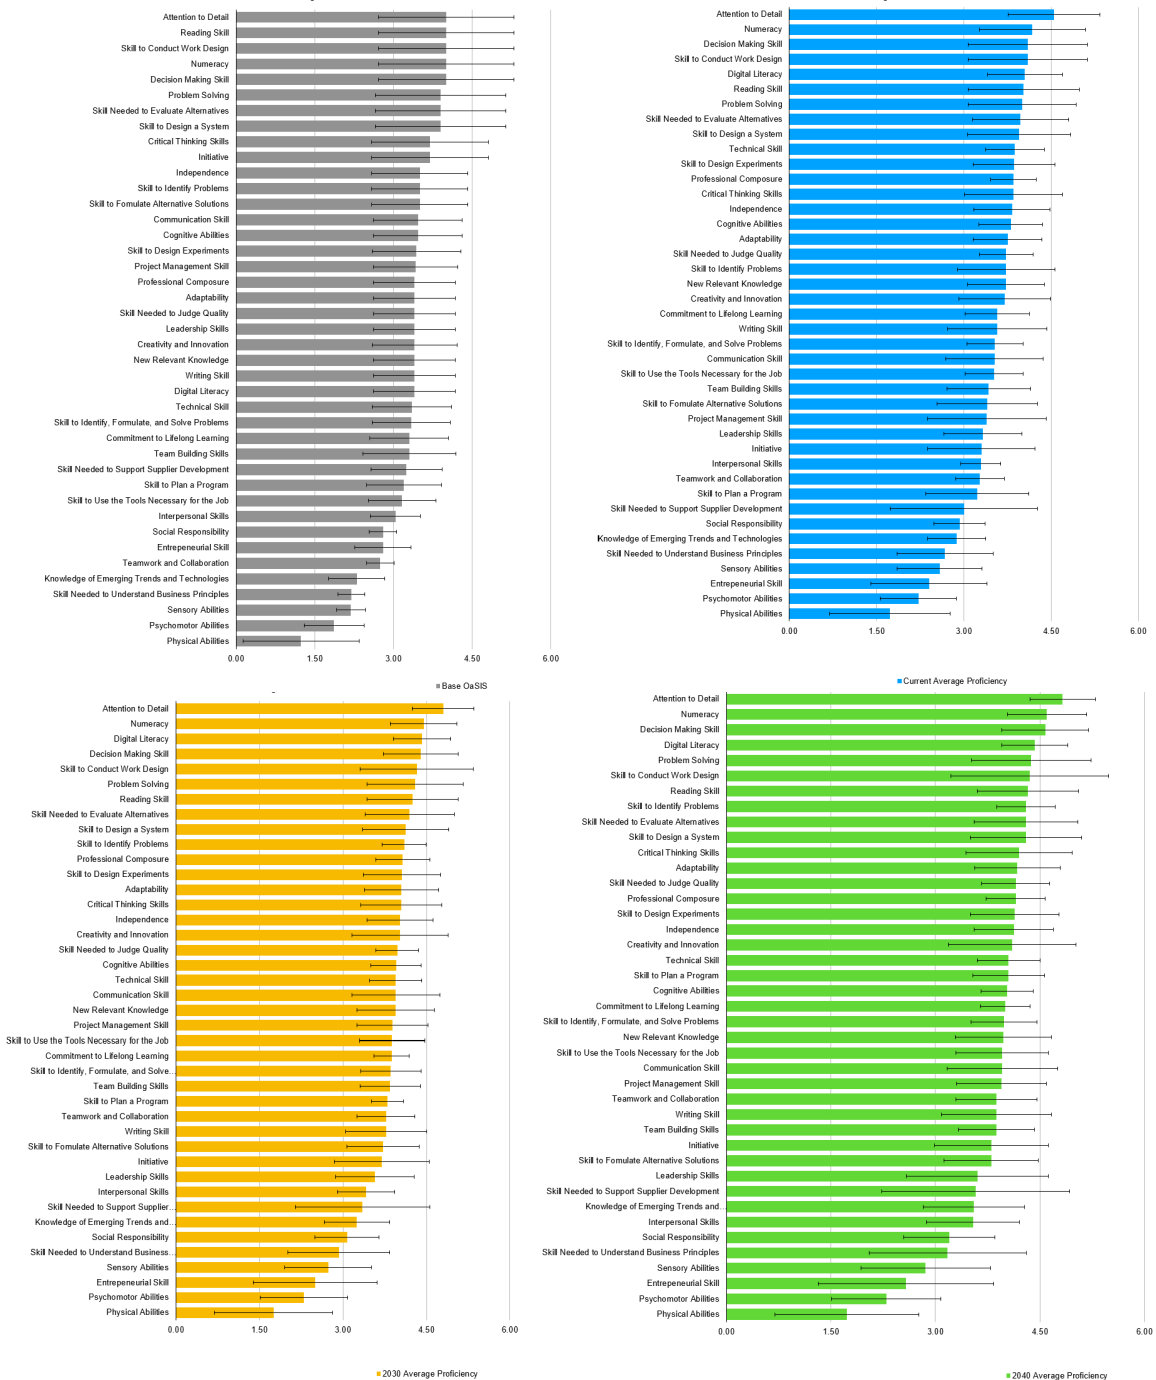 Attention to Detail
Reading Skill
Skill to Conduct Work Design
Numeracy
Decision Making Skill
Problem Solving
Skill Needed to Evaluate Alternatives
Skill to Design a System
Critical Thinking Skills
Initiative
Independence
Skill to Identify Problems
Skill to Fomulate Alternative Solutions
Communication Skill
Cognitive Abilities
Skill to Design Experiments
Project Management Skill
Professional Composure
Adaptability
Skill Needed to Judge Quality
Leadership Skills
Creativity and Innovation
New Relevant Knowledge
Writing Skill
Digital Literacy
Technical Skill
Skill to Identify, Formulate, and Solve Problems
Commitment to Lifelong Learning
Team Building Skills
Skill Needed to Support Supplier Development
Skill to Plan a Program
Skill to Use the Tools Necessary for the Job
Interpersonal Skills
Social Responsibility
Entrepeneurial Skill
Teamwork and Collaboration
Knowledge of Emerging Trends and Technologies
Skill Needed to Understand Business Principles
Sensory Abilities
Psychomotor Abilities
Physical Abilities
0.00 1.50 3.00 4.50 6.00
Base OaSIS
Attention to Detail
Numeracy
Decision Making Skill
Skill to Conduct Work Design
Digital Literacy
Reading Skill
Problem Solving
Skill Needed to Evaluate Alternatives
Skill to Design a System
Technical Skill
Skill to Design Experiments
Professional Composure
Critical Thinking Skills
Independence
Cognitive Abilities
Adaptability
Skill Needed to Judge Quality
Skill to Identify Problems
New Relevant Knowledge
Creativity and Innovation
Commitment to Lifelong Learning
Writing Skill
Skill to Identify, Formulate, and Solve Problems
Communication Skill
Skill to Use the Tools Necessary for the Job
Team Building Skills
Skill to Fomulate Alternative Solutions
Project Management Skill
Leadership Skills
Initiative
Interpersonal Skills
Teamwork and Collaboration
Skill to Plan a Program
Skill Needed to Support Supplier Development
Social Responsibility
Knowledge of Emerging Trends and Technologies
Skill Needed to Understand Business Principles
Sensory Abilities
Entrepeneurial Skill
Psychomotor Abilities
Physical Abilities
0.00 1.50 3.00 4.50 6.00
Current Average Proficiency
Attention to Detail
Numeracy
Digital Literacy
Decision Making Skill
Skill to Conduct Work Design
Problem Solving
Reading Skill
Skill Needed to Evaluate Alternatives
Skill to Design a System
Skill to Identify Problems
Professional Composure
Skill to Design Experiments
Adaptability
Critical Thinking Skills
Independence
Creativity and Innovation
Skill Needed to Judge Quality
Cognitive Abilities
Technical Skill
Communication Skill
New Relevant Knowledge
Project Management Skill
Skill to Use the Tools Necessary for the Job
Commitment to Lifelong Learning
Skill to Identify, Formulate, and Solve...
Team Building Skills
Skill to Plan a Program
Teamwork and Collaboration
Writing Skill
Skill to Fomulate Alternative Solutions
Initiative
Leadership Skills
Interpersonal Skills
Skill Needed to Support Supplier...
Knowledge of Emerging Trends and...
Social Responsibility
Skill Needed to Understand Business...
Sensory Abilities
Entrepeneurial Skill
Psychomotor Abilities
Physical Abilities
0.00 1.50 3.00 4.50 6.00
2030 Average Proficiency
Attention to Detail
Numeracy
Decision Making Skill
Digital Literacy
Problem Solving
Skill to Conduct Work Design
Reading Skill
Skill to Identify Problems
Skill Needed to Evaluate Alternatives
Skill to Design a System
Critical Thinking Skills
Adaptability
Skill Needed to Judge Quality
Professional Composure
Skill to Design Experiments
Independence
Creativity and Innovation
Technical Skill
Skill to Plan a Program
Cognitive Abilities
Commitment to Lifelong Learning
Skill to Identify, Formulate, and Solve Problems
New Relevant Knowledge
Skill to Use the Tools Necessary for the Job
Communication Skill
Project Management Skill
Teamwork and Collaboration
Writing Skill
Team Building Skills
Initiative
Skill to Fomulate Alternative Solutions
Leadership Skills
Skill Needed to Support Supplier Development
Knowledge of Emerging Trends and...
Interpersonal Skills
Social Responsibility
Skill Needed to Understand Business Principles
Sensory Abilities
Entrepeneurial Skill
Psychomotor Abilities
Physical Abilities
0.00 1.50 3.00 4.50 6.00
2040 Average Proficiency